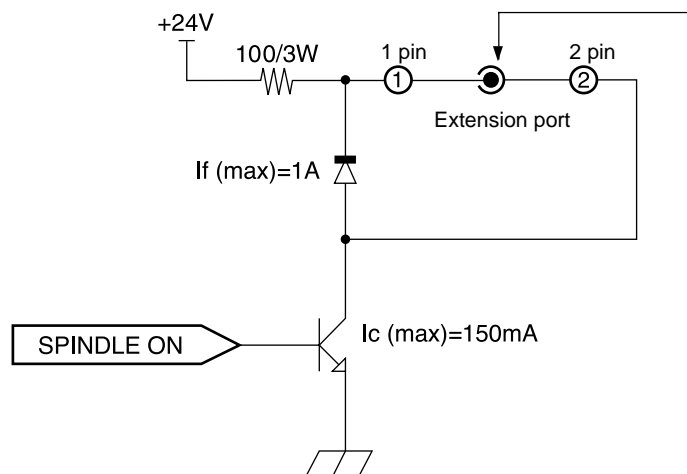 +24V
100/3W
1 pin
2 pin
1
2
Extension port
If (max)=1A
SPINDLE ON
Ic (max)=150mA